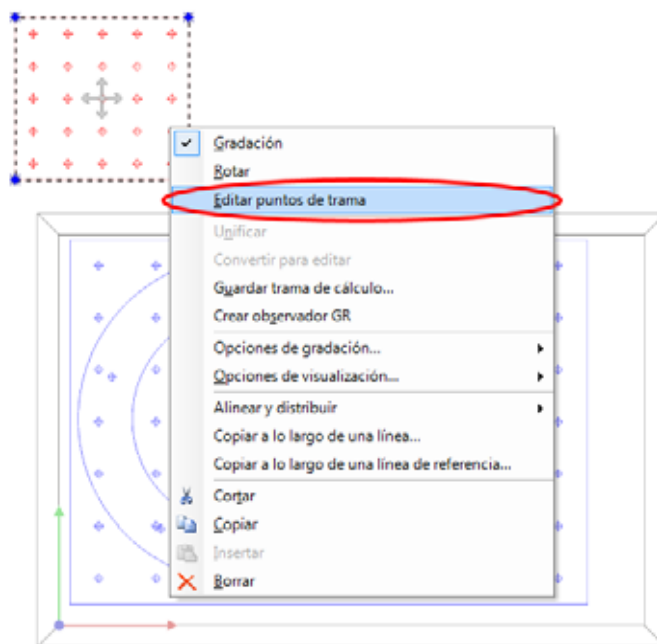 Gradación
Rotar
Editar puntos de trama
Unificar
Convertir para editar
Guardar trama de cálculo...
Crear observador GR
Opciones de gradación...
Opciones de visualización...
Alinear y distribuir
Copiar a lo largo de una línea...
Copiar a lo largo de una línea de referencia...
Cortar
Copiar
Insertar
Borrar